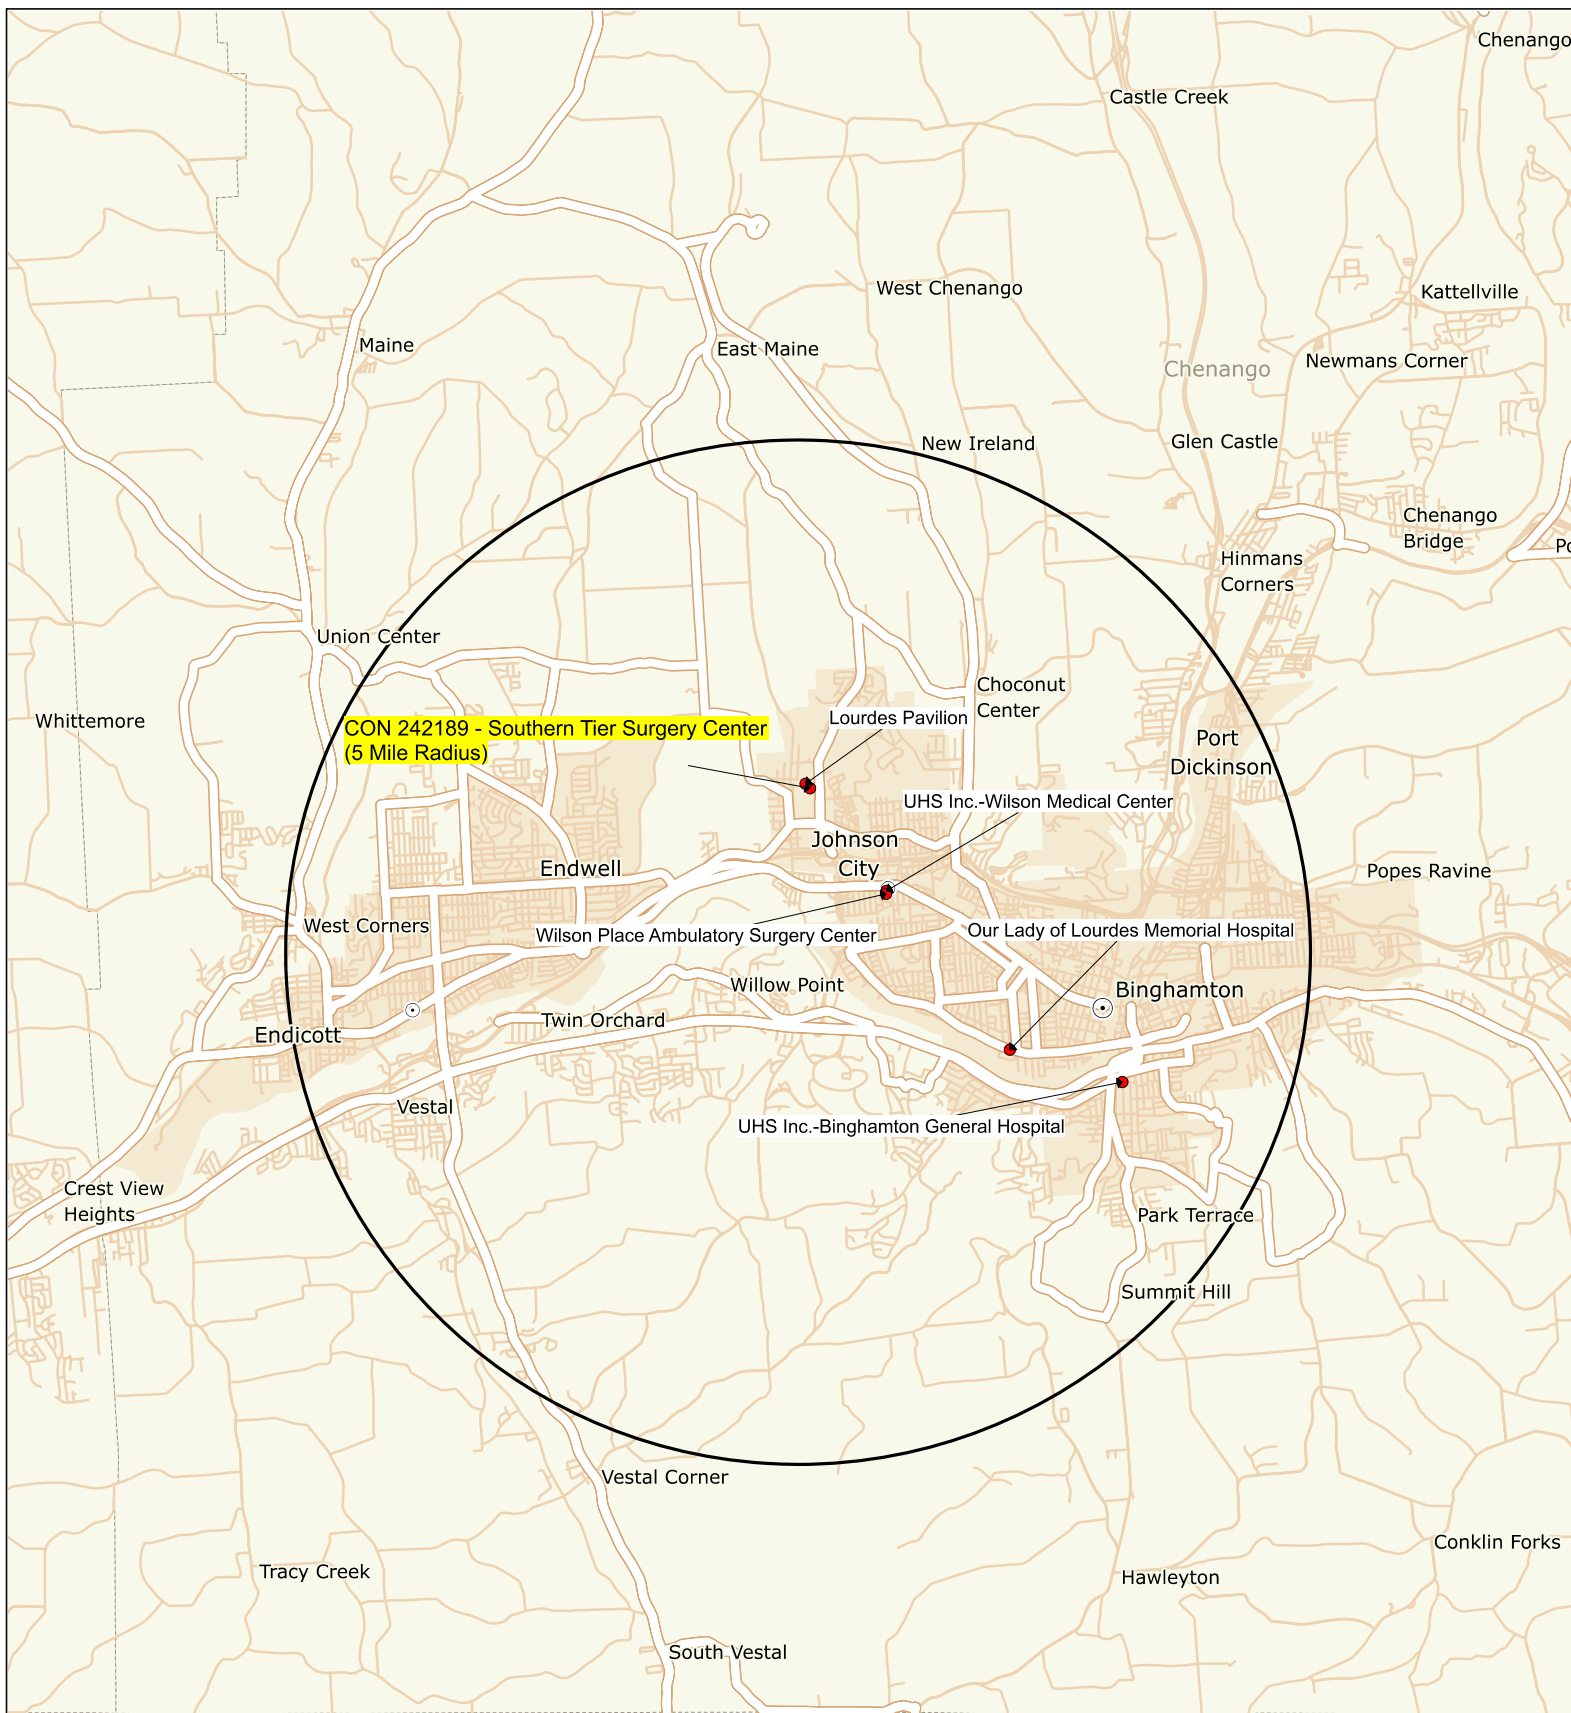 Chenango
Castle Creek
West Chenango
Kattellville
Maine
East Maine
Newmans Corner
Chenango
New Ireland
Glen Castle
Chenango
Bridge
Hinmans
Corners
Union Center
Choconut
Center
Whittemore
Lourdes Pavilion
CON 242189 - Southern Tier Surgery Center
(5 Mile Radius)
Port
Dickinson
UHS Inc.-Wilson Medical Center
Johnson
City
Endwell
Popes Ravine
West Corners
Wilson Place Ambulatory Surgery Center
Our Lady of Lourdes Memorial Hospital
Willow Point
Binghamton
Twin Orchard
Endicott
Vestal
UHS Inc.-Binghamton General Hospital
Crest View
Heights
Park Terrace
Summit Hill
Vestal Corner
Conklin Forks
Tracy Creek
Hawleyton
South Vestal